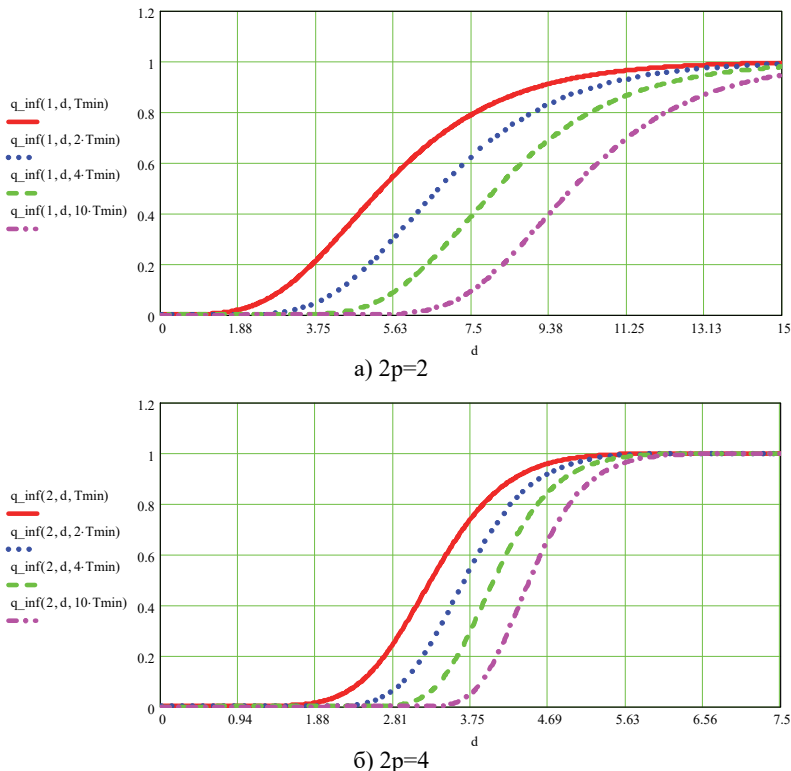 1.2
1
0.8
0.6
0.4
0.2
0
q_inf(1, d, Tmin)
q_inf(1, d, 2·Tmin)
q_inf(1, d, 4·Tmin)
q_inf(1, d, 10·Tmin)
0 1.88 3.75 5.63 7.5 9.38 11.25 13.13 15
d
а) 2p=2
1.2
1
0.8
0.6
0.4
0.2
0
q_inf(2, d, Tmin)
q_inf(2, d, 2·Tmin)
q_inf(2, d, 4·Tmin)
q_inf(2, d, 10·Tmin)
0 0.94 1.88 2.81 3.75 4.69 5.63 6.56 7.5
d
б) 2p=4